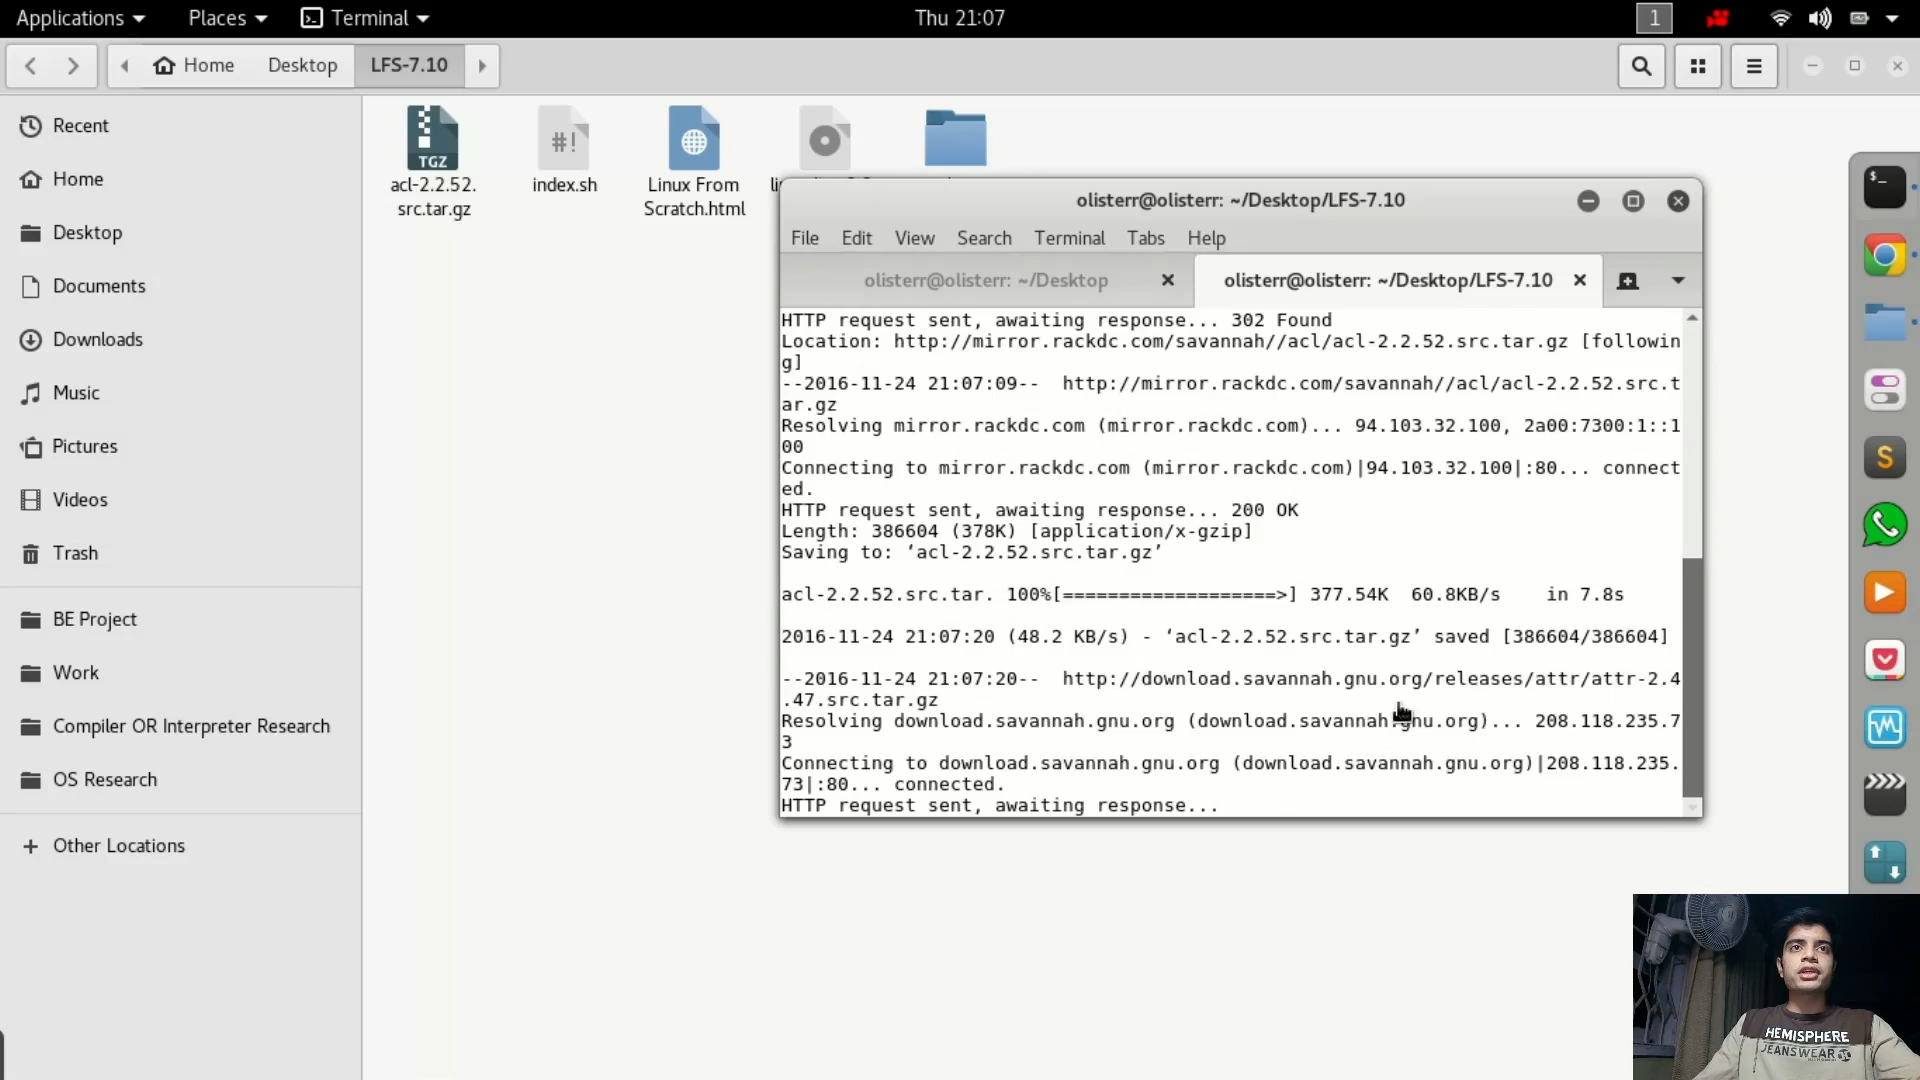 Applications
Places
Terminal
Thu 21:07
1
Home
Desktop
LFS-7.10
Recent
Home
Desktop
Documents
Downloads
Music
Pictures
Videos
Trash
BE Project
Work
Compiler OR Interpreter Research
OS Research
+ Other Locations
TGZ
acl-2.2.52.
src.tar.gz
#!
index.sh
Linux From
Scratch.html
olisterr@olisterr: ~/Desktop/LFS-7.10
File Edit View Search Terminal Tabs Help
olisterr@olisterr: ~/Desktop
olisterr@olisterr: ~/Desktop/LFS-7.10
HTTP request sent, awaiting response... 302 Found
Location: http://mirror.rackdc.com/savannah//acl/acl-2.2.52.src.tar.gz [followin
g]
--2016-11-24 21:07:09--  http://mirror.rackdc.com/savannah//acl/acl-2.2.52.src.t
ar.gz
Resolving mirror.rackdc.com (mirror.rackdc.com)... 94.103.32.100, 2a00:7300:1::1
00
Connecting to mirror.rackdc.com (mirror.rackdc.com)|94.103.32.100|:80... connect
ed.
HTTP request sent, awaiting response... 200 OK
Length: 386604 (378K) [application/x-gzip]
Saving to: ‘acl-2.2.52.src.tar.gz’
acl-2.2.52.src.tar. 100%[===================>] 377.54K  60.8KB/s    in 7.8s
2016-11-24 21:07:20 (48.2 KB/s) - ‘acl-2.2.52.src.tar.gz’ saved [386604/386604]
--2016-11-24 21:07:20--  http://download.savannah.gnu.org/releases/attr/attr-2.4
.47.src.tar.gz
Resolving download.savannah.gnu.org (download.savannah.gnu.org)... 208.118.235.7
3
Connecting to download.savannah.gnu.org (download.savannah.gnu.org)|208.118.235.
73|:80... connected.
HTTP request sent, awaiting response...
$_
S
HEMISPHERE
JEANSWEAR